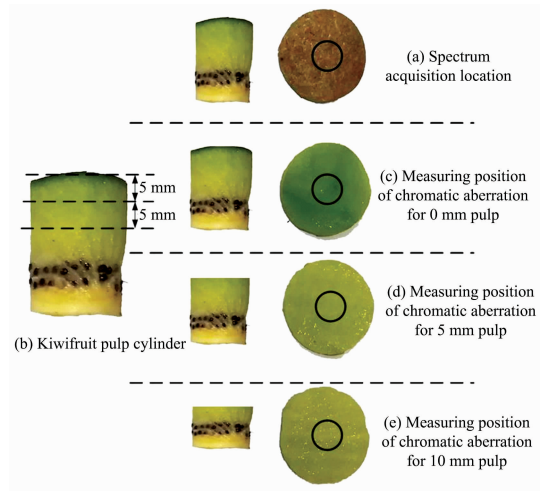 (a) Spectrum
acquisition location
5 mm
5 mm
(b) Kiwifruit pulp cylinder
(c) Measuring position
of chromatic aberration
for 0 mm pulp
(d) Measuring position
of chromatic aberration
for 5 mm pulp
(e) Measuring position
of chromatic aberration
for 10 mm pulp